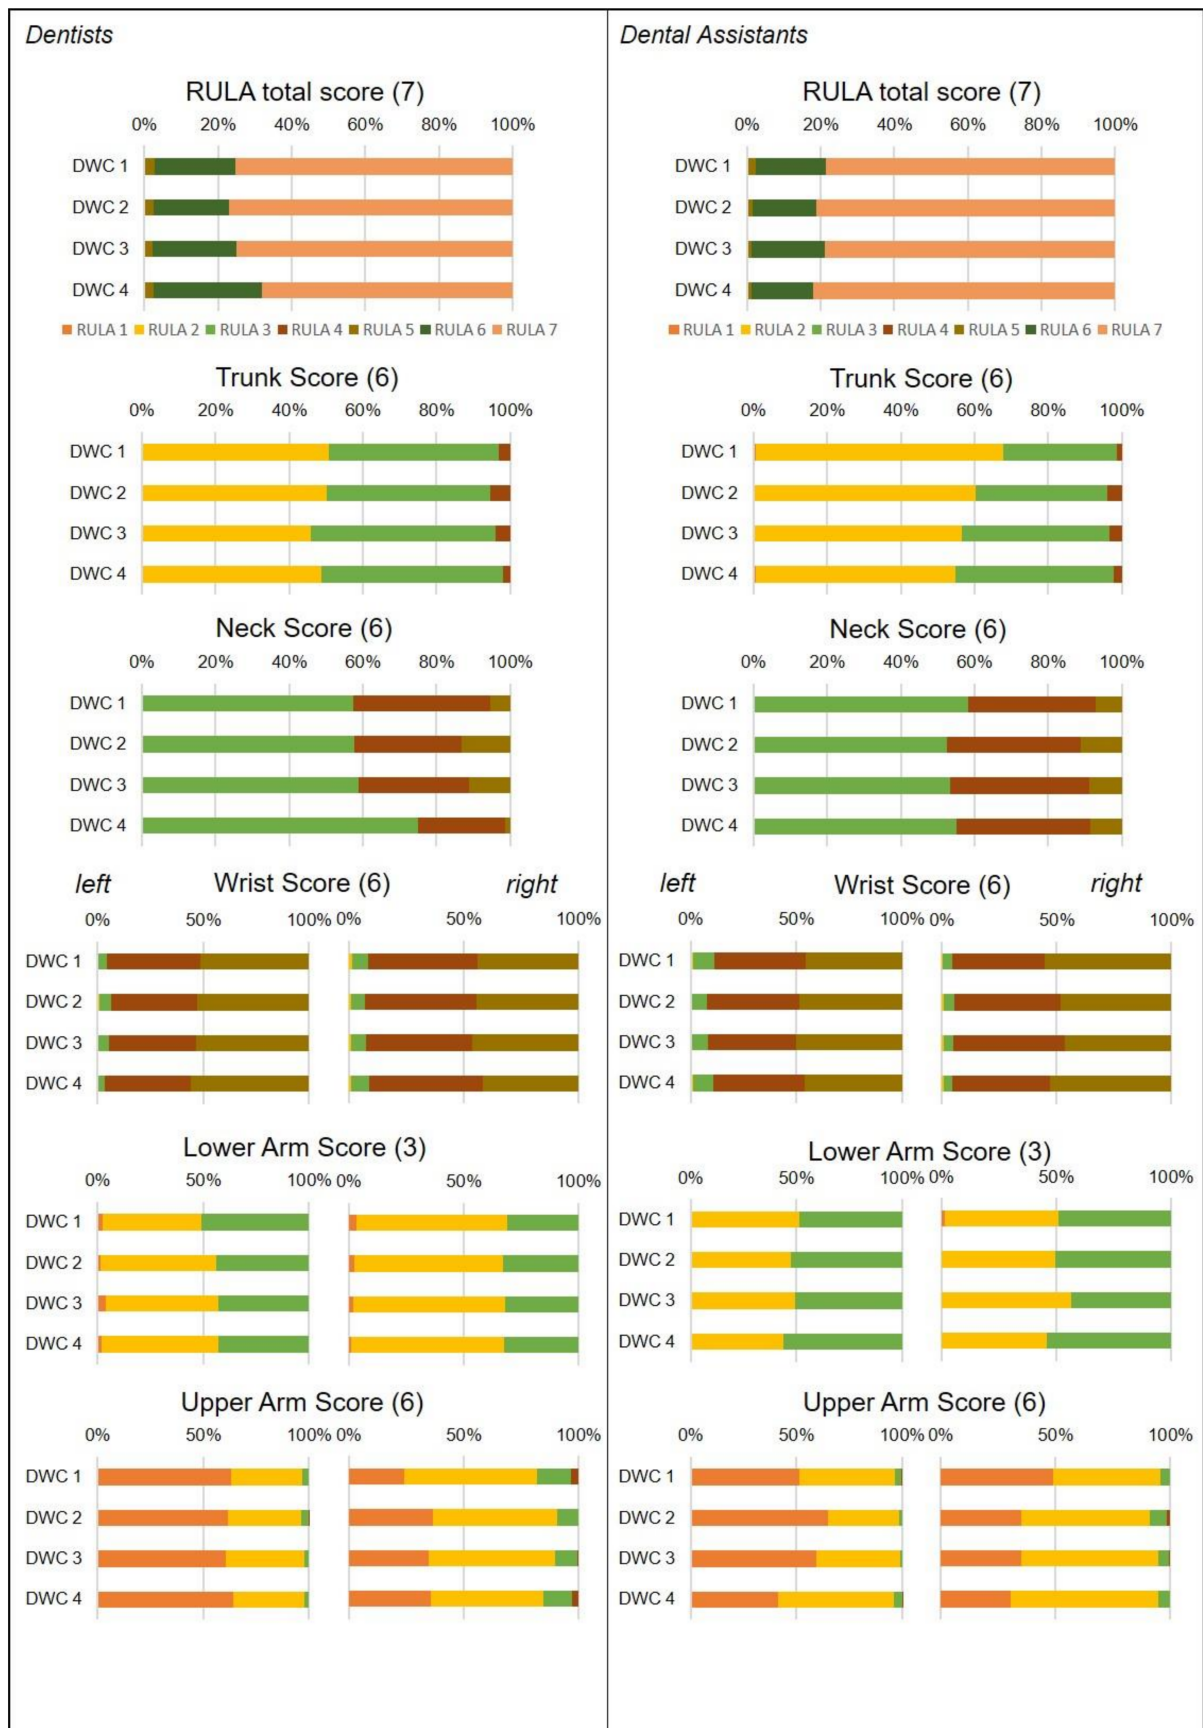 Dentists
RULA total score (7)
0% 20% 40% 60% 80% 100%
DWC 1
DWC 2
DWC 3
DWC 4
RULA 1 RULA 2 RULA 3 RULA 4 RULA 5 RULA 6 RULA 7
Trunk Score (6)
0% 20% 40% 60% 80% 100%
DWC 1
DWC 2
DWC 3
DWC 4
Neck Score (6)
0% 20% 40% 60% 80% 100%
DWC 1
DWC 2
DWC 3
DWC 4
left Wrist Score (6) right
0% 50% 100% 0% 50% 100%
DWC 1
DWC 2
DWC 3
DWC 4
Lower Arm Score (3)
0% 50% 100% 0% 50% 100%
DWC 1
DWC 2
DWC 3
DWC 4
Upper Arm Score (6)
0% 50% 100% 0% 50% 100%
DWC 1
DWC 2
DWC 3
DWC 4
Dental Assistants
RULA total score (7)
0% 20% 40% 60% 80% 100%
DWC 1
DWC 2
DWC 3
DWC 4
RULA 1 RULA 2 RULA 3 RULA 4 RULA 5 RULA 6 RULA 7
Trunk Score (6)
0% 20% 40% 60% 80% 100%
DWC 1
DWC 2
DWC 3
DWC 4
Neck Score (6)
0% 20% 40% 60% 80% 100%
DWC 1
DWC 2
DWC 3
DWC 4
left Wrist Score (6) right
0% 50% 100% 0% 50% 100%
DWC 1
DWC 2
DWC 3
DWC 4
Lower Arm Score (3)
0% 50% 100% 0% 50% 100%
DWC 1
DWC 2
DWC 3
DWC 4
Upper Arm Score (6)
0% 50% 100% 0% 50% 100%
DWC 1
DWC 2
DWC 3
DWC 4